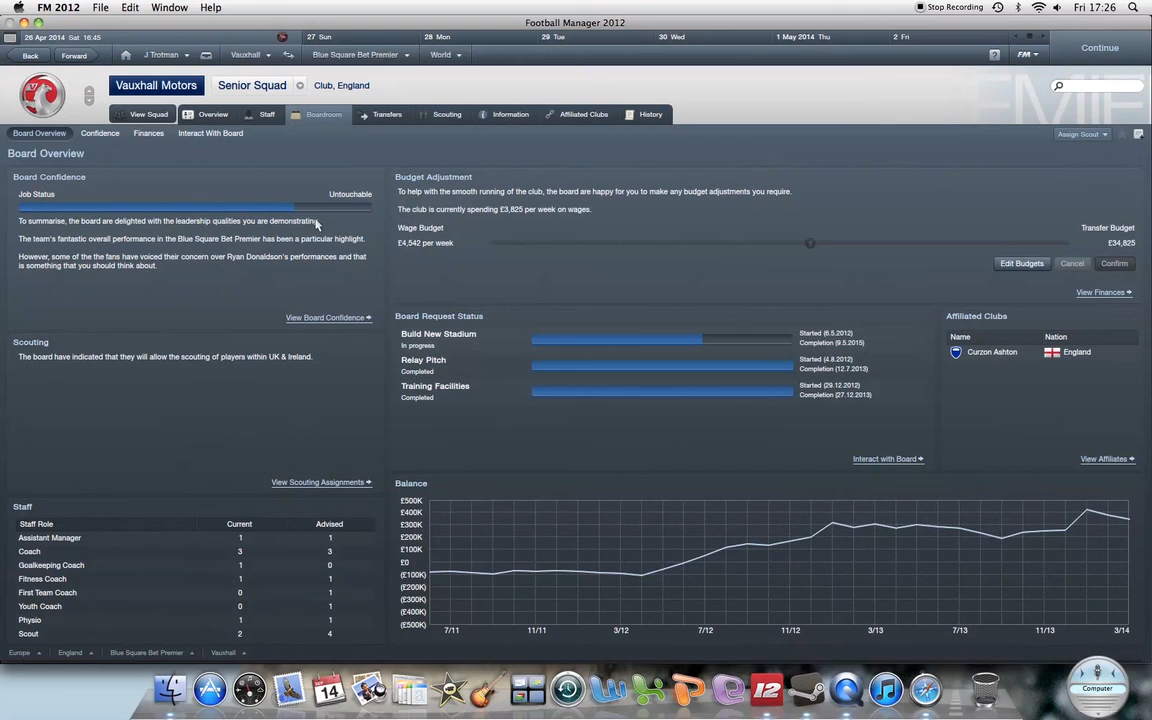 FM 2012 File Edit Window Help Stop Recording Fri 17:26
Football Manager 2012
26 Apr 2014 Sat 16:45 27 Sun 28 Mon 29 Tue 30 Wed 1 May 2014 Thu 2 Fri
Back Forward J Trotman Vauxhall Blue Square Bet Premier World ? FM Continue
Vauxhall Motors Senior Squad Club, England
View Squad Overview Staff Boardroom Transfers Scouting Information Affiliated Clubs History
Board Overview Confidence Finances Interact With Board Assign Scout
Board Overview
Board Confidence
Job Status Untouchable
To summarise, the board are delighted with the leadership qualities you are demonstrating.
The team's fantastic overall performance in the Blue Square Bet Premier has been a particular highlight.
However, some of the the fans have voiced their concern over Ryan Donaldson's performances and that
is something that you should think about.
View Board Confidence
Scouting
The board have indicated that they will allow the scouting of players within UK & Ireland.
View Scouting Assignments
Staff
Staff Role Current Advised
Assistant Manager 1 1
Coach 3 3
Goalkeeping Coach 1 0
Fitness Coach 1 1
First Team Coach 0 1
Youth Coach 0 1
Physio 1 1
Scout 2 4
Budget Adjustment
To help with the smooth running of the club, the board are happy for you to make any budget adjustments you require.
The club is currently spending £3,825 per week on wages.
Wage Budget Transfer Budget
£4,542 per week £34,825
Edit Budgets Cancel Confirm
View Finances
Board Request Status
Build New Stadium Started (6.5.2012)
In progress Completion (9.5.2015)
Relay Pitch Started (4.8.2012)
Completed Completion (12.7.2013)
Training Facilities Started (29.12.2012)
Completed Completion (27.12.2013)
Interact with Board
Affiliated Clubs
Name Nation
Curzon Ashton England
View Affiliates
Balance
£500K
£400K
£300K
£200K
£100K
£0
(£100K)
(£200K)
(£300K)
(£400K)
(£500K)
7/11 11/11 3/12 7/12 11/12 3/13 7/13 11/13 3/14
Europe England Blue Square Bet Premier Vauxhall
14
12
Computer